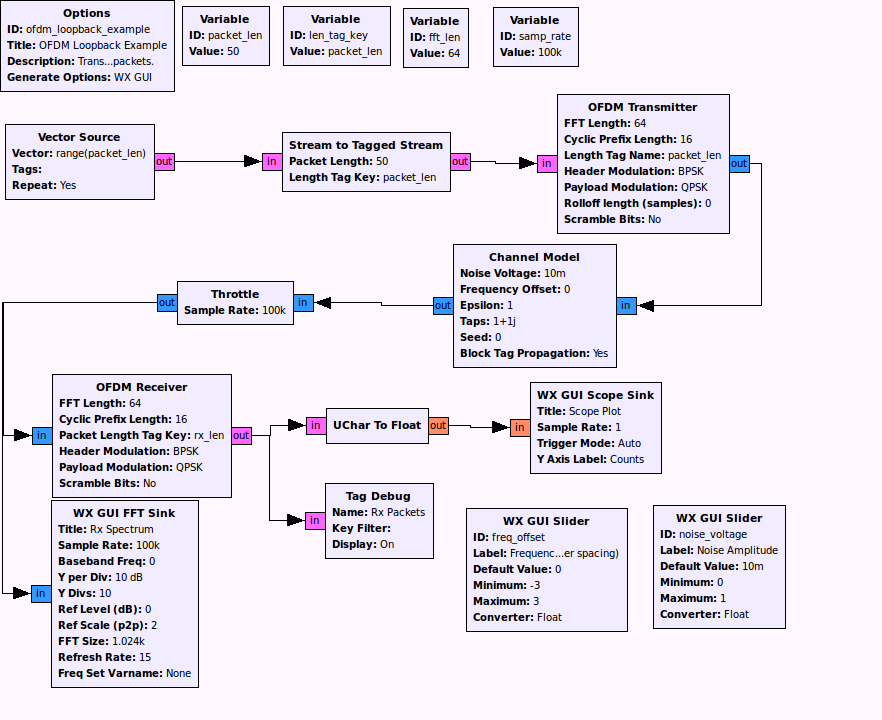 Options
ID: ofdm_loopback_example
Title: OFDM Loopback Example
Description: Trans...packets.
Generate Options: WX GUI
Variable
ID: packet_len
Value: 50
Variable
ID: len_tag_key
Value: packet_len
Variable
ID: fft_len
Value: 64
Variable
ID: samp_rate
Value: 100k
Vector Source
Vector: range(packet_len)
Tags:
Repeat: Yes
out
in
Stream to Tagged Stream
Packet Length: 50
Length Tag Key: packet_len
out
in
OFDM Transmitter
FFT Length: 64
Cyclic Prefix Length: 16
Length Tag Name: packet_len
Header Modulation: BPSK
Payload Modulation: QPSK
Rolloff length (samples): 0
Scramble Bits: No
out
Channel Model
Noise Voltage: 10m
Frequency Offset: 0
Epsilon: 1
Taps: 1+1j
Seed: 0
Block Tag Propagation: Yes
in
out
Throttle
Sample Rate: 100k
in
out
in
OFDM Receiver
FFT Length: 64
Cyclic Prefix Length: 16
Packet Length Tag Key: rx_len
Header Modulation: BPSK
Payload Modulation: QPSK
Scramble Bits: No
out
in
UChar To Float
out
in
WX GUI Scope Sink
Title: Scope Plot
Sample Rate: 1
Trigger Mode: Auto
Y Axis Label: Counts
in
Tag Debug
Name: Rx Packets
Key Filter:
Display: On
in
WX GUI FFT Sink
Title: Rx Spectrum
Sample Rate: 100k
Baseband Freq: 0
Y per Div: 10 dB
Y Divs: 10
Ref Level (dB): 0
Ref Scale (p2p): 2
FFT Size: 1.024k
Refresh Rate: 15
Freq Set Varname: None
WX GUI Slider
ID: freq_offset
Label: Frequenc...er spacing)
Default Value: 0
Minimum: -3
Maximum: 3
Converter: Float
WX GUI Slider
ID: noise_voltage
Label: Noise Amplitude
Default Value: 10m
Minimum: 0
Maximum: 1
Converter: Float